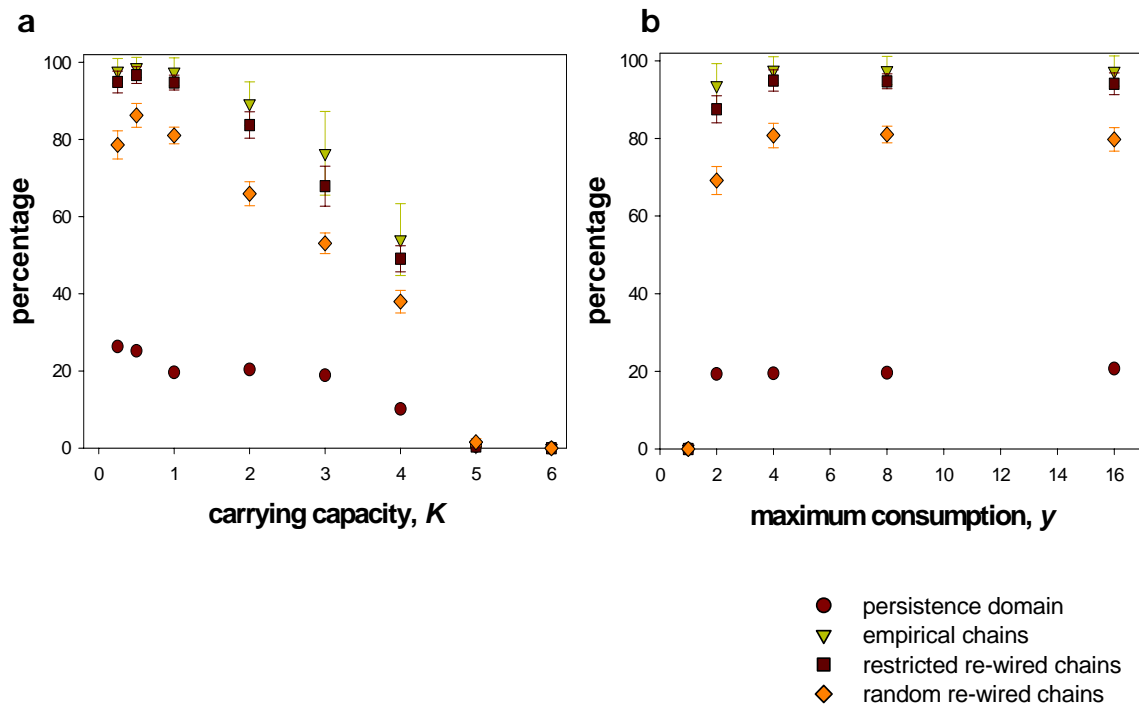 a
100
80
60
40
20
0
percentage
0 1 2 3 4 5 6
carrying capacity, K
b
100
80
60
40
20
0
percentage
0 2 4 6 8 10 12 14 16
maximum consumption, y
persistence domain
empirical chains
restricted re-wired chains
random re-wired chains